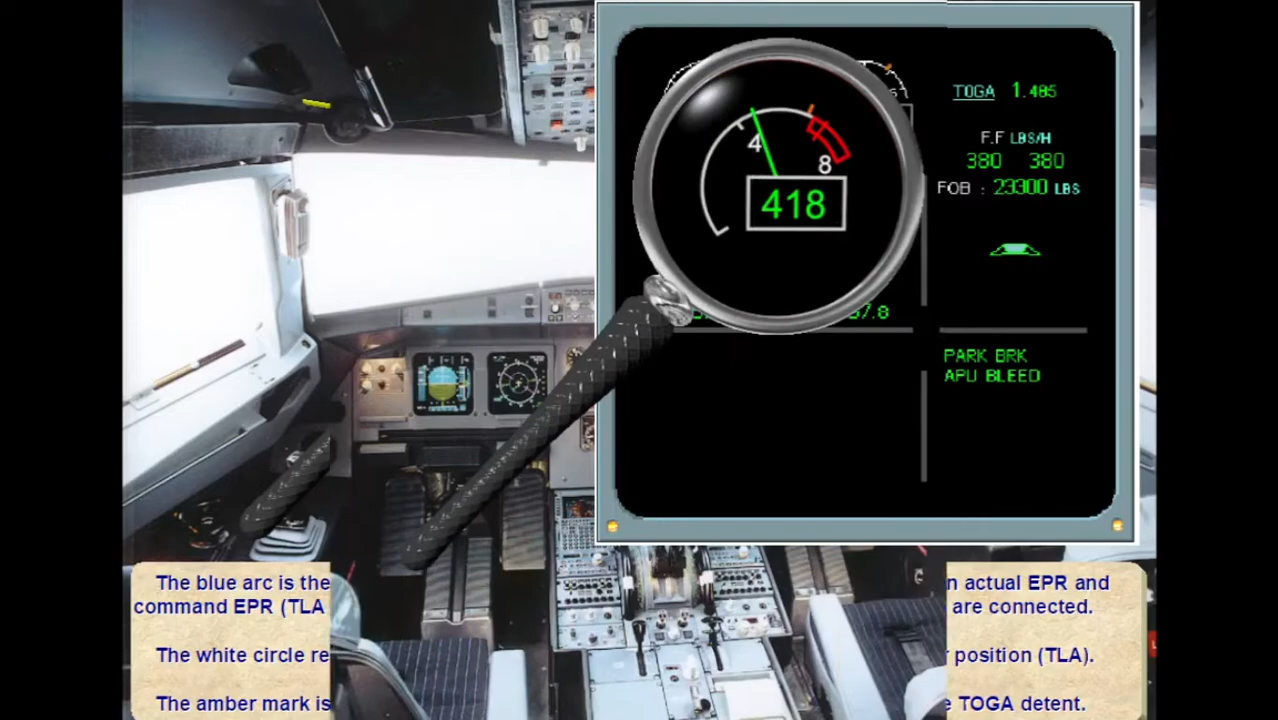 TOGA 1.485
F.F LBS/H
380 380
FOB : 23300 LBS
4
8
418
7.8
PARK BRK
APU BLEED
The blue arc is the
n actual EPR and
command EPR (TLA
are connected.
The white circle re
position (TLA).
The amber mark is
e TOGA detent.